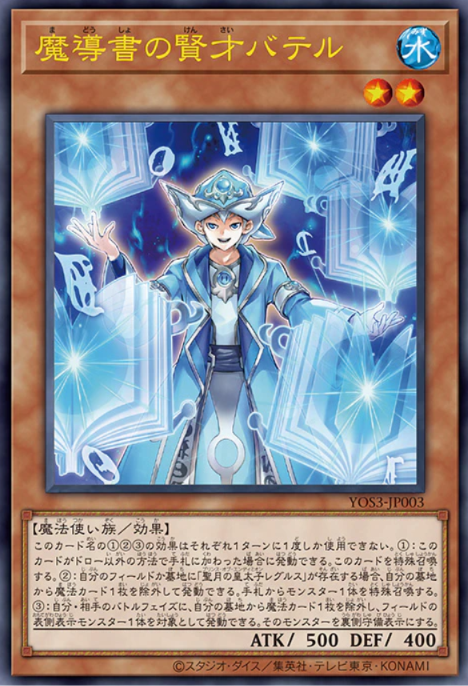 魔導書の賢才バテル
水
YOS3-JP003
【魔法使い族／効果】
このカード名の①②③の効果はそれぞれ1ターンに1度しか使用できない。①：この
カードがドロー以外の方法で手札に加わった場合に発動できる。このカードを特殊召喚
する。②：自分のフィールドか墓地に「聖月の皇太子レグルス」が存在する場合、自分の墓地
から魔法カード1枚を除外して発動できる。手札からモンスター1体を特殊召喚する。
③：自分・相手のバトルフェイズに、自分の墓地から魔法カード1枚を除外し、フィールドの
表側表示モンスター1体を対象として発動できる。そのモンスターを裏側守備表示にする。
ATK/ 500 DEF/ 400
©スタジオ・ダイス／集英社・テレビ東京・KONAMI